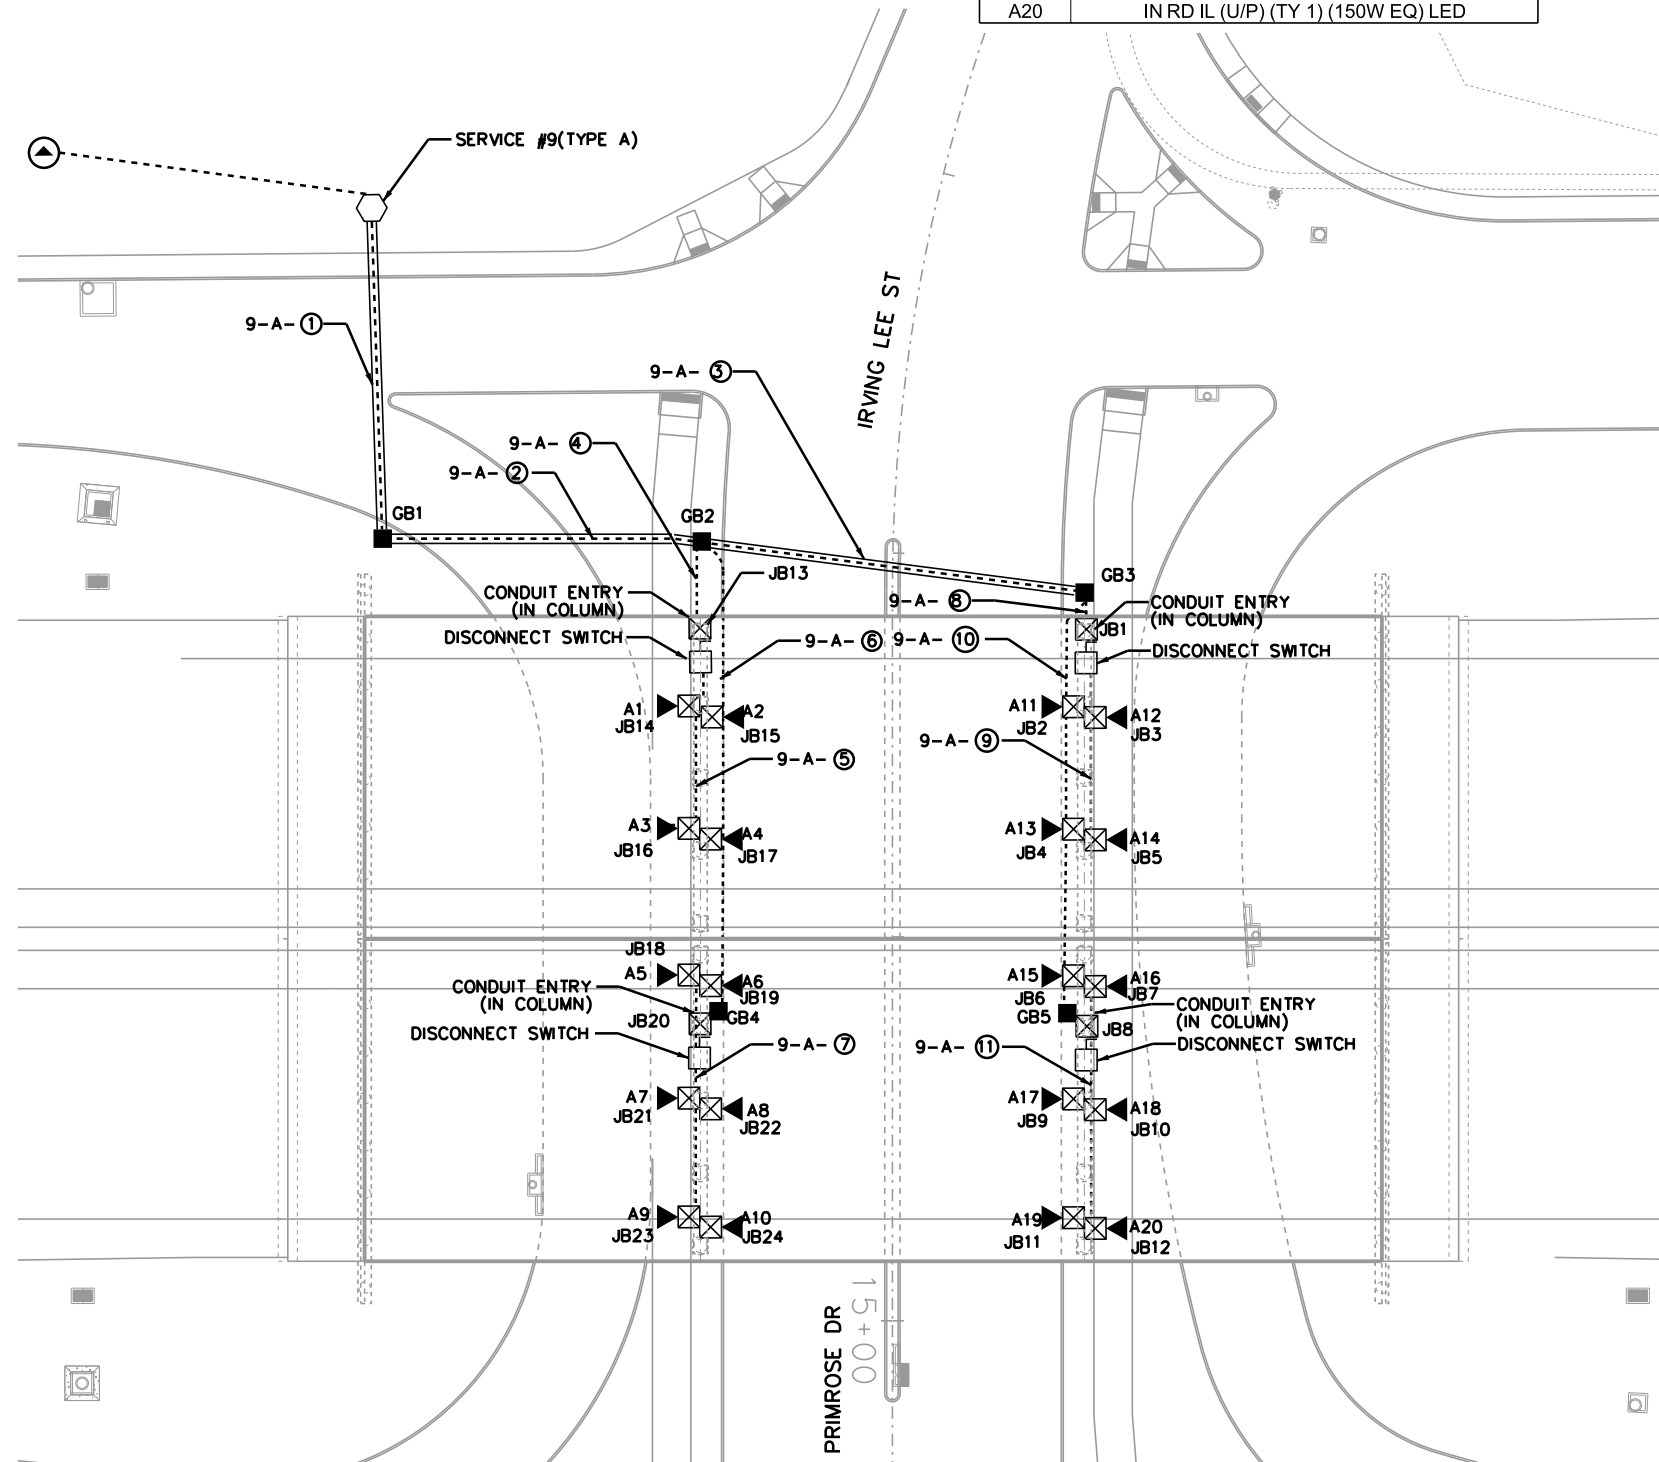 A20 IN RD IL (U/P) (TY 1) (150W EQ) LED
SERVICE #9(TYPE A)
IRVING LEE ST
9-A- 1
9-A- 3
9-A- 4
9-A- 2
GB1
GB2
JB13
GB3
CONDUIT ENTRY
(IN COLUMN)
DISCONNECT SWITCH
9-A- 8
CONDUIT ENTRY
(IN COLUMN)
JB1
9-A- 6
9-A- 10
DISCONNECT SWITCH
A1
JB14
A2
JB15
A11
JB2
A12
JB3
9-A- 5
9-A- 9
A3
JB16
A4
JB17
A13
JB4
A14
JB5
JB18
A5
A6
JB19
A15
JB6
A16
JB7
CONDUIT ENTRY
(IN COLUMN)
JB20
GB4
GB5
JB8
CONDUIT ENTRY
(IN COLUMN)
DISCONNECT SWITCH
9-A- 7
9-A- 11
DISCONNECT SWITCH
A7
JB21
A8
JB22
A17
JB9
A18
JB10
A9
JB23
A10
JB24
A19
JB11
A20
JB12
PRIMROSE DR
15+00